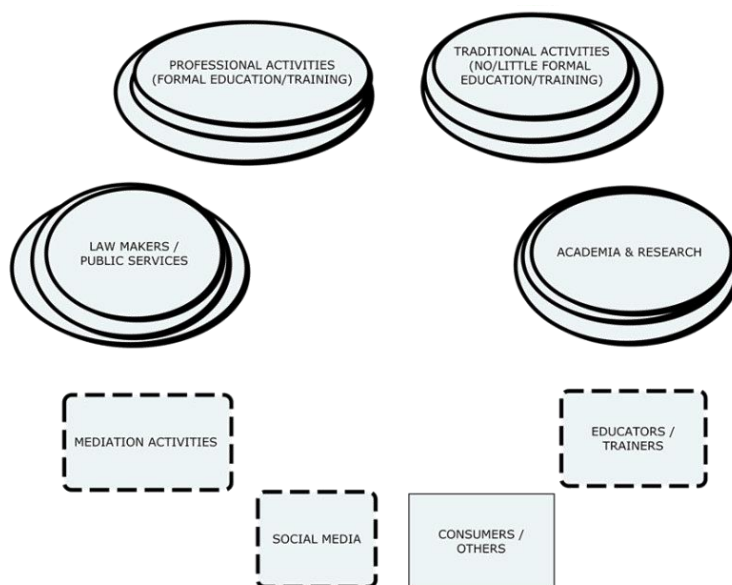 PROFESSIONAL ACTIVITIES
(FORMAL EDUCATION/TRAINING)
TRADITIONAL ACTIVITIES
(NO/LITTLE FORMAL
EDUCATION/TRAINING)
LAW MAKERS /
PUBLIC SERVICES
ACADEMIA & RESEARCH
MEDIATION ACTIVITIES
EDUCATORS /
TRAINERS
SOCIAL MEDIA
CONSUMERS /
OTHERS